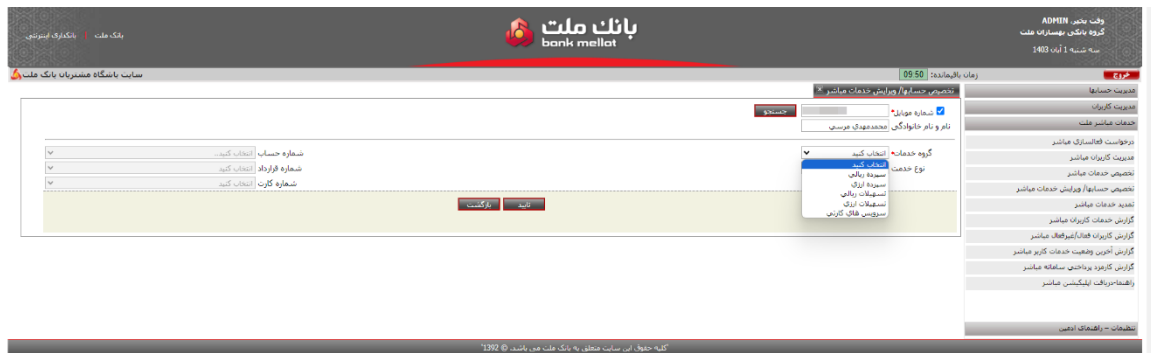 وقت بخیر، ADMIN
گروه بانکی بهسازان ملت
سه شنبه 1 آبان 1403
بانک ملت
bank mellat
بانک ملت | بانکداری اینترنتی
خروج
زمان باقیمانده: 09:50
سایت باشگاه مشتریان بانک ملت
مدیریت حسابها
مدیریت کاربران
خدمات مباشر ملت
درخواست فعالسازی مباشر
مدیریت کاربران مباشر
تخصیص خدمات مباشر
تخصیص حسابها/ ویرایش خدمات مباشر
تمدید خدمات مباشر
گزارش خدمات کاربران مباشر
گزارش کاربران فعال/غیرفعال مباشر
گزارش آخرین وضعیت خدمات کاربر مباشر
گزارش کارمزد پرداختی سامانه مباشر
راهنما-دریافت اپلیکیشن مباشر
تنظیمات - راهنمای ادمین
تخصیص حسابها/ ویرایش خدمات مباشر
شماره موبایل*
جستجو
نام و نام خانوادگی محمدمهدی مرسی
گروه خدمات* انتخاب کنید
شماره حساب انتخاب کنید...
انتخاب کنید
سپرده ریالی
سپرده ارزی
تسهیلات ریالی
تسهیلات ارزی
سرویس های کارتی
نوع خدمت
شماره قرارداد انتخاب کنید
شماره کارت انتخاب کنید
تایید بازگشت
کلیه حقوق این سایت متعلق به بانک ملت می باشد. © 1392